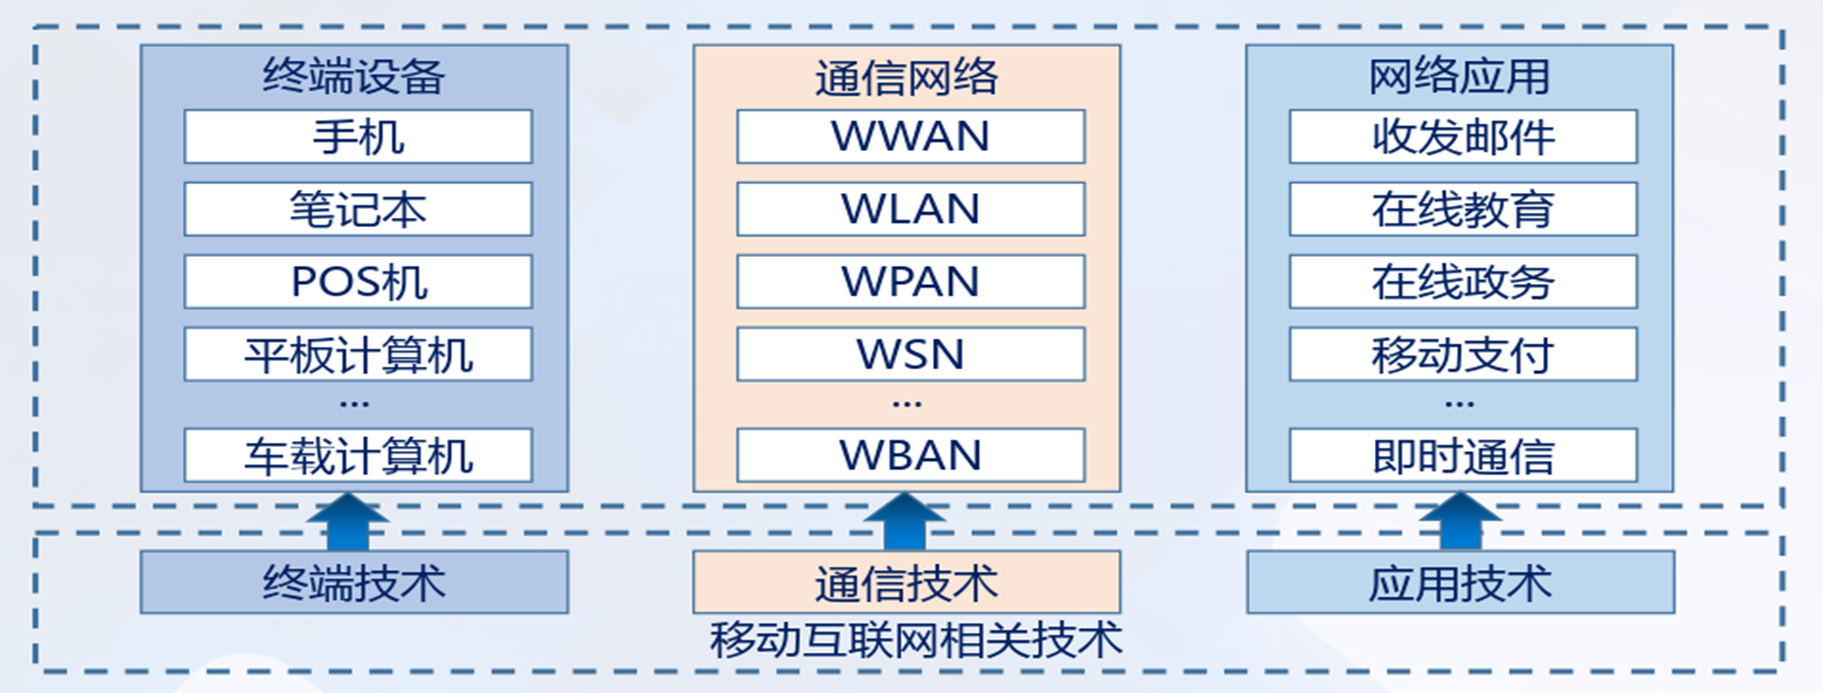 终端设备
手机
笔记本
POS机
平板计算机
...
车载计算机
通信网络
WWAN
WLAN
WPAN
WSN
...
WBAN
网络应用
收发邮件
在线教育
在线政务
移动支付
...
即时通信
终端技术
通信技术
应用技术
移动互联网相关技术